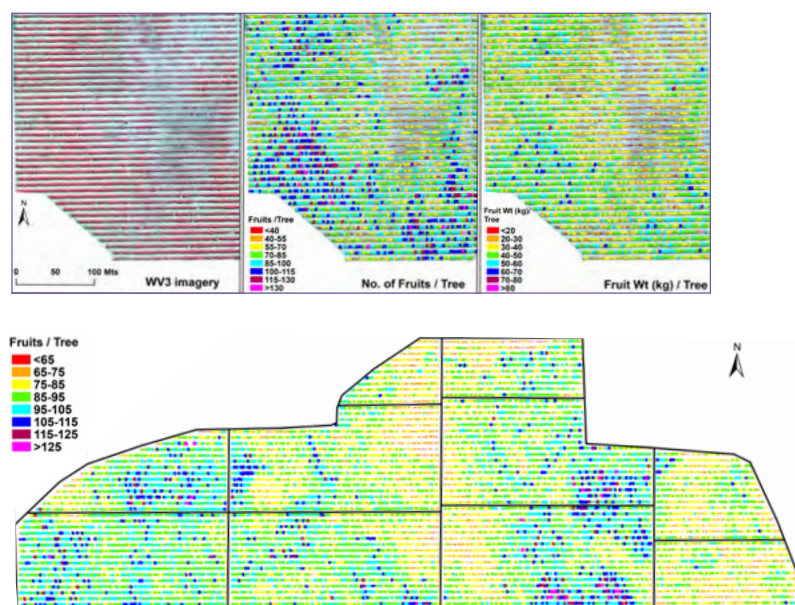 N
0 50 100 Mts
WV3 imagery
Fruits /Tree
<40
40-55
55-70
70-85
85-100
100-115
115-130
>130
No. of Fruits / Tree
Fruit Wt (kg)/
Tree
<20
20-30
30-40
40-50
50-60
60-70
70-80
>80
Fruit Wt (kg) / Tree
Fruits / Tree
<65
65-75
75-85
85-95
95-105
105-115
115-125
>125
N